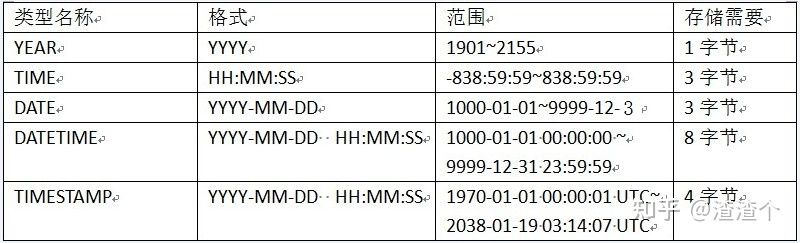 类型名称 格式 范围 存储需要
YEAR YYYY 1901~2155 1 字节
TIME HH:MM:SS -838:59:59~838:59:59 3 字节
DATE YYYY-MM-DD 1000-01-01~9999-12-３ 3 字节
DATETIME YYYY-MM-DD HH:MM:SS 1000-01-01 00:00:00 ~ 8 字节
9999-12-31 23:59:59
TIMESTAMP YYYY-MM-DD HH:MM:SS 1970-01-01 00:00:01 UTC~ 4 字节
2038-01-19 03:14:07 UTC
知乎 @渣渣个